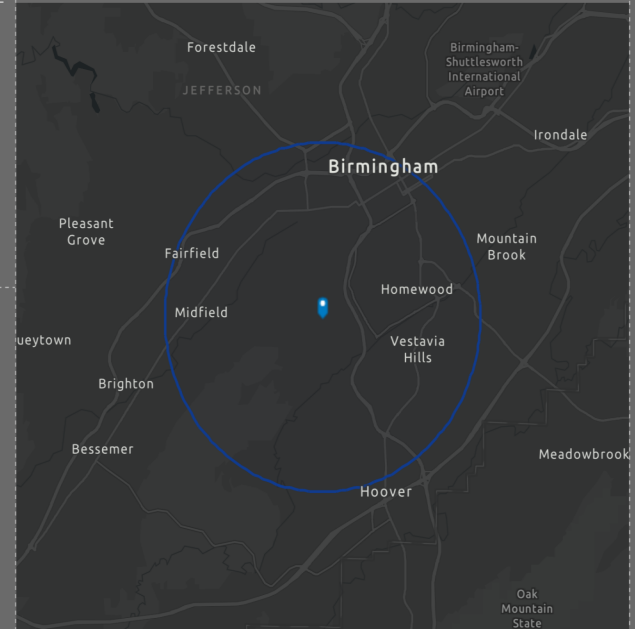 Forestdale
Birmingham-
Shuttlesworth
International
Airport
JEFFERSON
Irondale
Birmingham
Pleasant
Grove
Mountain
Brook
Fairfield
Homewood
Midfield
ueytown
Vestavia
Hills
Brighton
Bessemer
Meadowbrook
Hoover
Oak
Mountain
State